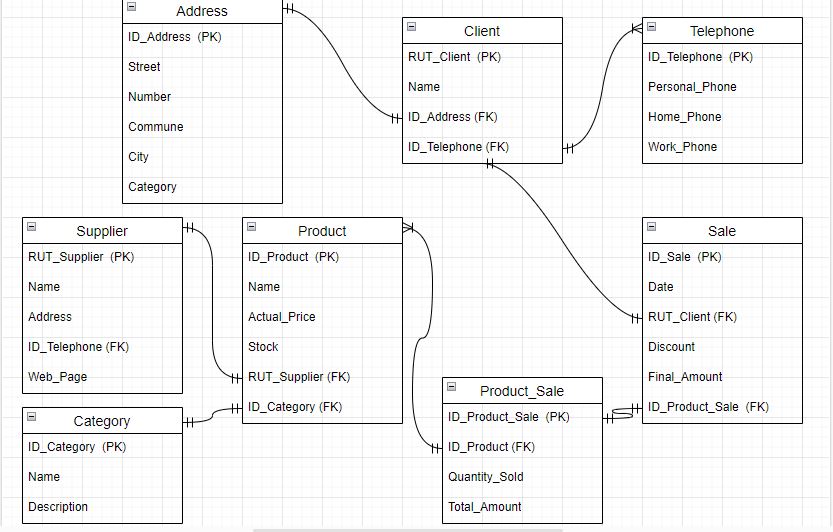 Address
ID_Address (PK)
Street
Number
Commune
City
Category
Client
RUT_Client (PK)
Name
ID_Address (FK)
ID_Telephone (FK)
Telephone
ID_Telephone (PK)
Personal_Phone
Home_Phone
Work_Phone
Supplier
RUT_Supplier (PK)
Name
Address
ID_Telephone (FK)
Web_Page
Product
ID_Product (PK)
Name
Actual_Price
Stock
RUT_Supplier (FK)
ID_Category (FK)
Sale
ID_Sale (PK)
Date
RUT_Client (FK)
Discount
Final_Amount
ID_Product_Sale (FK)
Category
ID_Category (PK)
Name
Description
Product_Sale
ID_Product_Sale (PK)
ID_Product (FK)
Quantity_Sold
Total_Amount